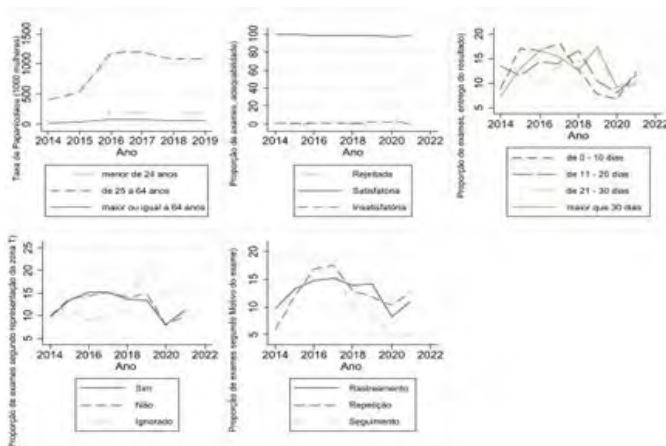 Taxa de Papanicolaou (1000 mulheres)
0 500 1000 1500
2014 2015 2016 2017 2018 2019
Ano
menor de 24 anos
de 25 a 64 anos
maior ou igual a 64 anos
Proporção de exames, adequabilidade)
0 20 40 60 80 100
2014 2016 2018 2020 2022
Ano
Rejeitada
Satisfatória
Insatisfatória
Proporção de exames, entrega do resultado)
5 10 15 20
2014 2016 2018 2020 2022
Ano
de 0 - 10 dias
de 11 - 20 dias
de 21 - 30 dias
maior que 30 dias
Proporção de exames segundo representação da zona T)
5 10 15 20 25
2014 2016 2018 2020 2022
Ano
Sim
Não
Ignorado
Proporção de exames segundo Motivo do exame)
5 10 15 20
2014 2016 2018 2020 2022
Ano
Rastreamento
Repetição
Seguimento